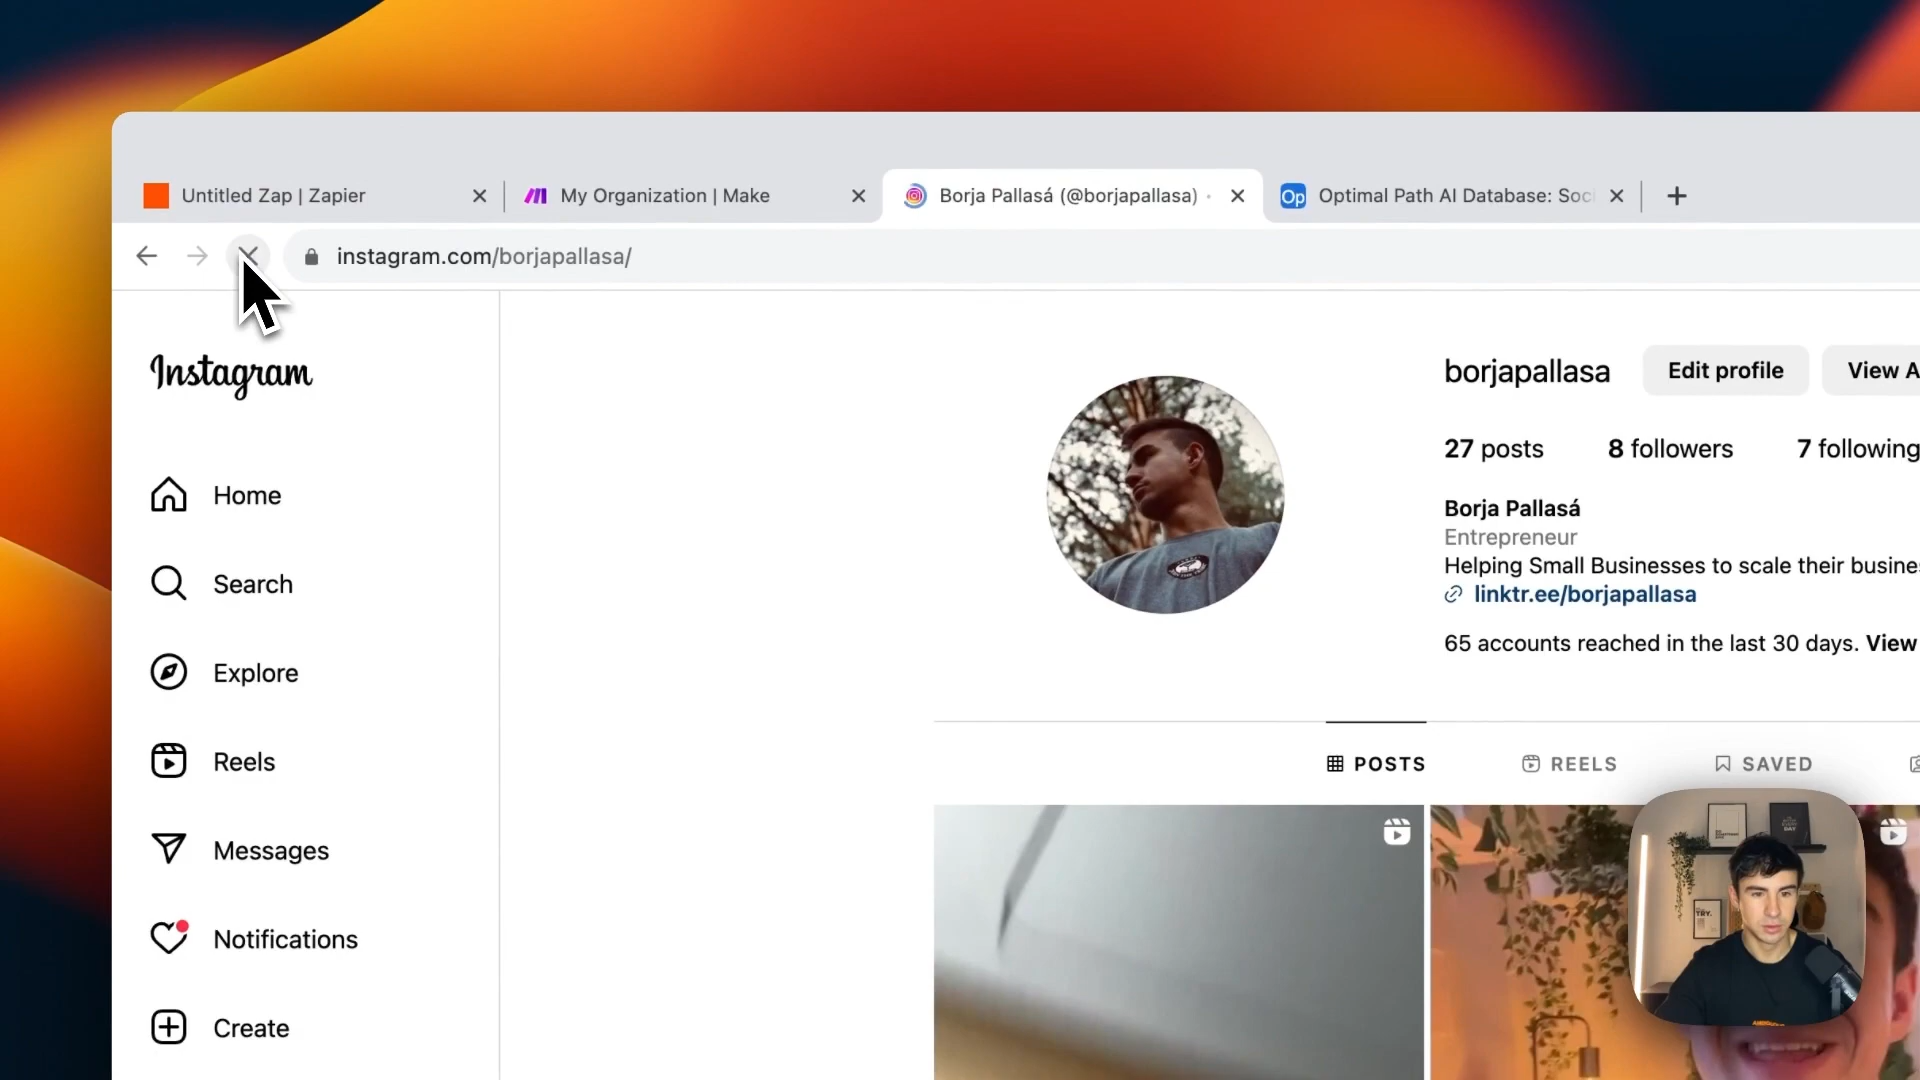 Untitled Zap | Zapier
My Organization | Make
Borja Pallasá (@borjapallasa) •
Op
Optimal Path AI Database: Soc
instagram.com/borjapallasa/
Instagram
borjapallasa
Edit profile
View A
27 posts
8 followers
7 following
Borja Pallasá
Entrepreneur
Helping Small Businesses to scale their busine
linktr.ee/borjapallasa
65 accounts reached in the last 30 days. View
Home
Search
Explore
Reels
Messages
Notifications
Create
POSTS
REELS
SAVED
TRY.